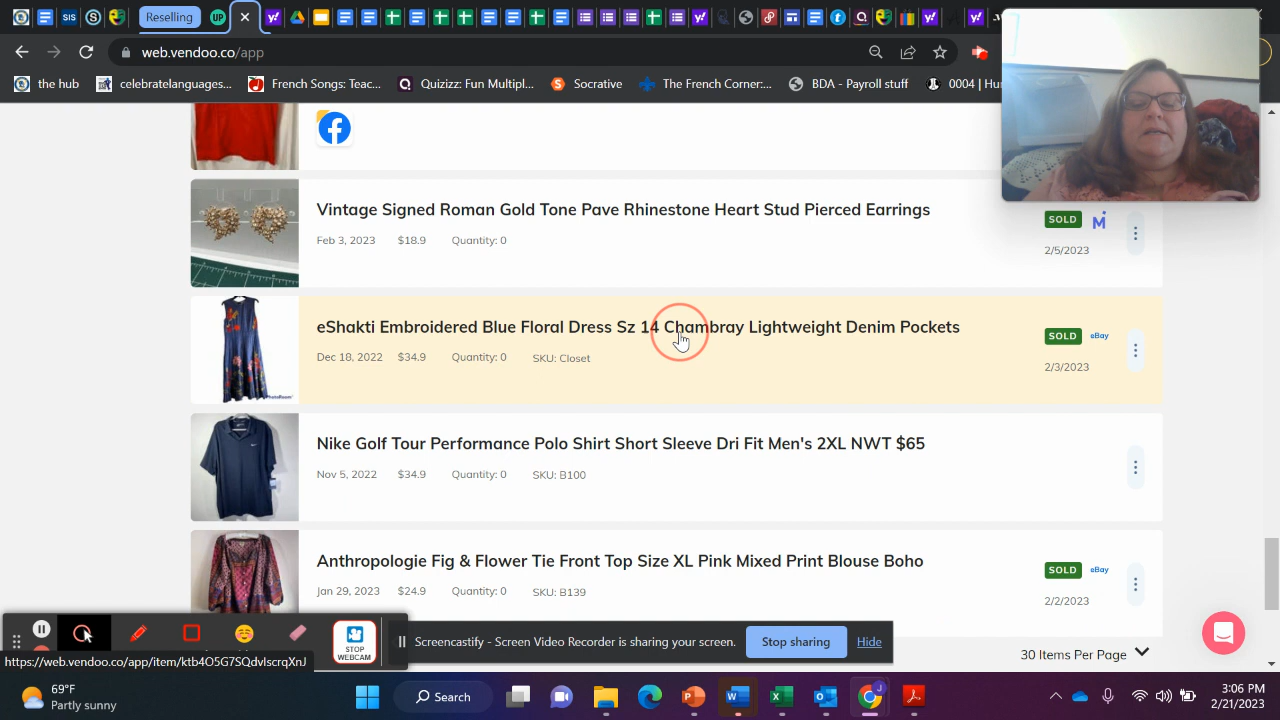 Reselling
UP
web.vendoo.co/app
the hub
celebratelanguages...
French Songs: Teac...
Quizizz: Fun Multipl...
Socrative
The French Corner:...
BDA - Payroll stuff
0004 | Hu
Vintage Signed Roman Gold Tone Pave Rhinestone Heart Stud Pierced Earrings
Feb 3, 2023 $18.9 Quantity: 0
SOLD
2/5/2023
eShakti Embroidered Blue Floral Dress Sz 14 Chambray Lightweight Denim Pockets
Dec 18, 2022 $34.9 Quantity: 0 SKU: Closet
SOLD eBay
2/3/2023
PhotoRoom
Nike Golf Tour Performance Polo Shirt Short Sleeve Dri Fit Men's 2XL NWT $65
Nov 5, 2022 $34.9 Quantity: 0 SKU: B100
Anthropologie Fig & Flower Tie Front Top Size XL Pink Mixed Print Blouse Boho
Jan 29, 2023 $24.9 Quantity: 0 SKU: B139
SOLD eBay
2/2/2023
STOP WEBCAM
Screencastify - Screen Video Recorder is sharing your screen.
Stop sharing
Hide
30 Items Per Page
https://web.vendoo.co/app/item/ktb4O5G7SQdvlscrqXnJ
69°F
Partly sunny
Search
3:06 PM
2/21/2023